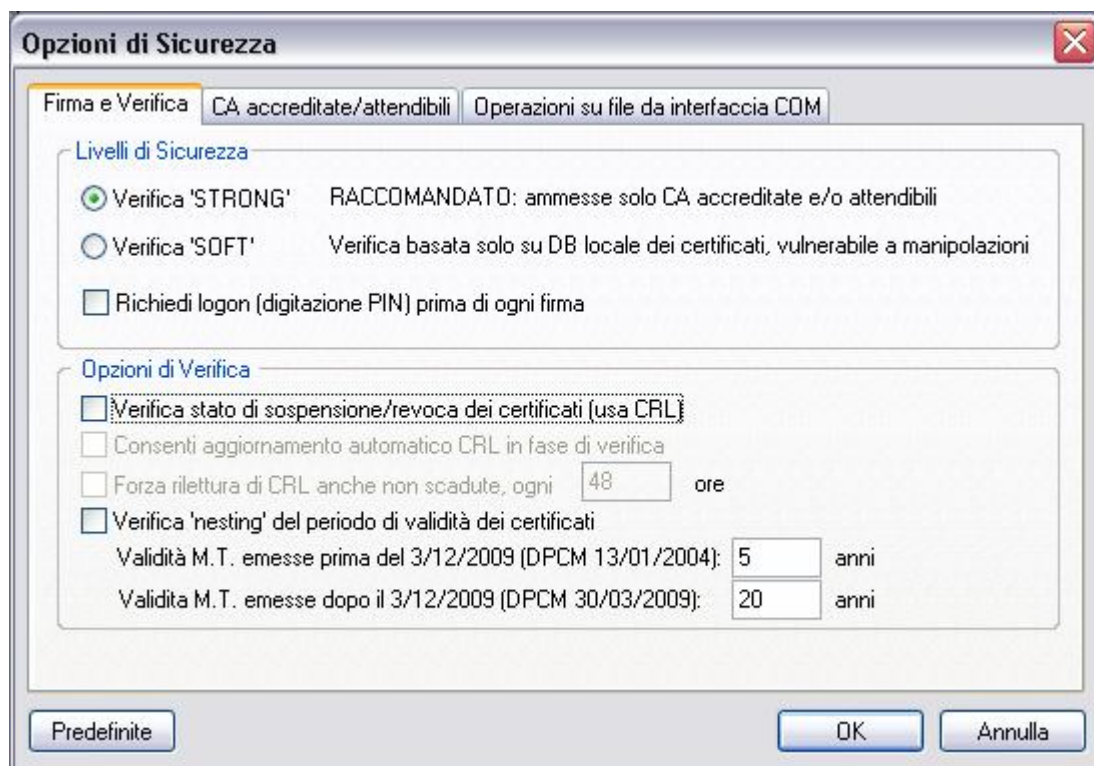 Opzioni di Sicurezza
Firma e Verifica CA accreditate/attendibili Operazioni su file da interfaccia COM
Livelli di Sicurezza
Verifica 'STRONG' RACCOMANDATO: ammesse solo CA accreditate e/o attendibili
Verifica 'SOFT' Verifica basata solo su DB locale dei certificati, vulnerabile a manipolazioni
Richiedi logon (digitazione PIN) prima di ogni firma
Opzioni di Verifica
Verifica stato di sospensione/revoca dei certificati (usa CRL)
Consenti aggiornamento automatico CRL in fase di verifica
Forza rilettura di CRL anche non scadute, ogni 48 ore
Verifica 'nesting' del periodo di validità dei certificati
Validità M.T. emesse prima del 3/12/2009 (DPCM 13/01/2004): 5 anni
Validita M.T. emesse dopo il 3/12/2009 (DPCM 30/03/2009): 20 anni
Predefinite OK Annulla